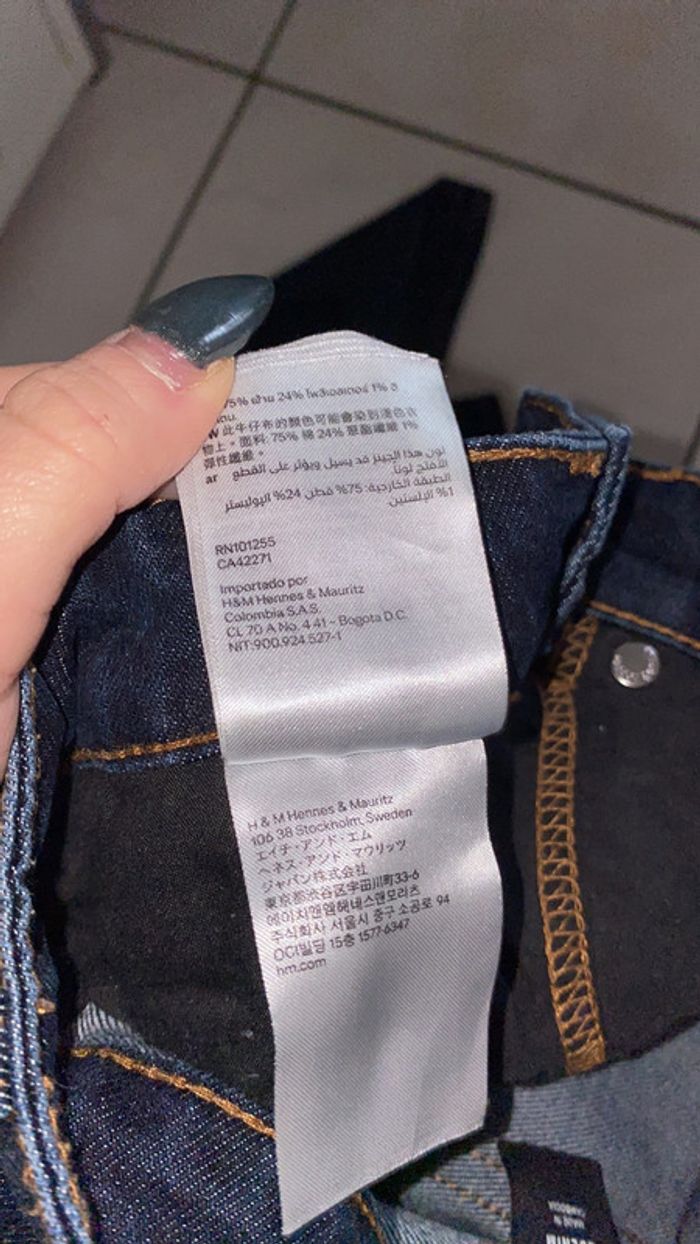 75% ฝ้าย 24% โพลีเอสเตอร์ 1% อี
W 此牛仔布的顏色可能會染到淺色衣
物上。面料: 75% 棉 24% 聚酯纖維 1%
彈性纖維。
ar لون هذا الجينز قد يسيل ويؤثر على القطع
الأفتح لوناً
الطبقة الخارجية: 75% قطن 24% البوليستر
1% اليلستين
RN101255
CA42271
Importado por
H&M Hennes & Mauritz
Colombia S.A.S.
CL 70 A No. 4 41 - Bogota D.C.
NIT:900.924.527-1
H & M Hennes & Mauritz
106 38 Stockholm, Sweden
エイチ・アンド・エム
ヘネス・アンド・マウリッツ
ジャパン株式会社
東京都渋谷区宇田川町33-6
에이치앤엠헤네스앤모리츠
주식회사 서울시 중구 소공로 94
OCI빌딩 15층 1577-6347
hm.com
MADE IN